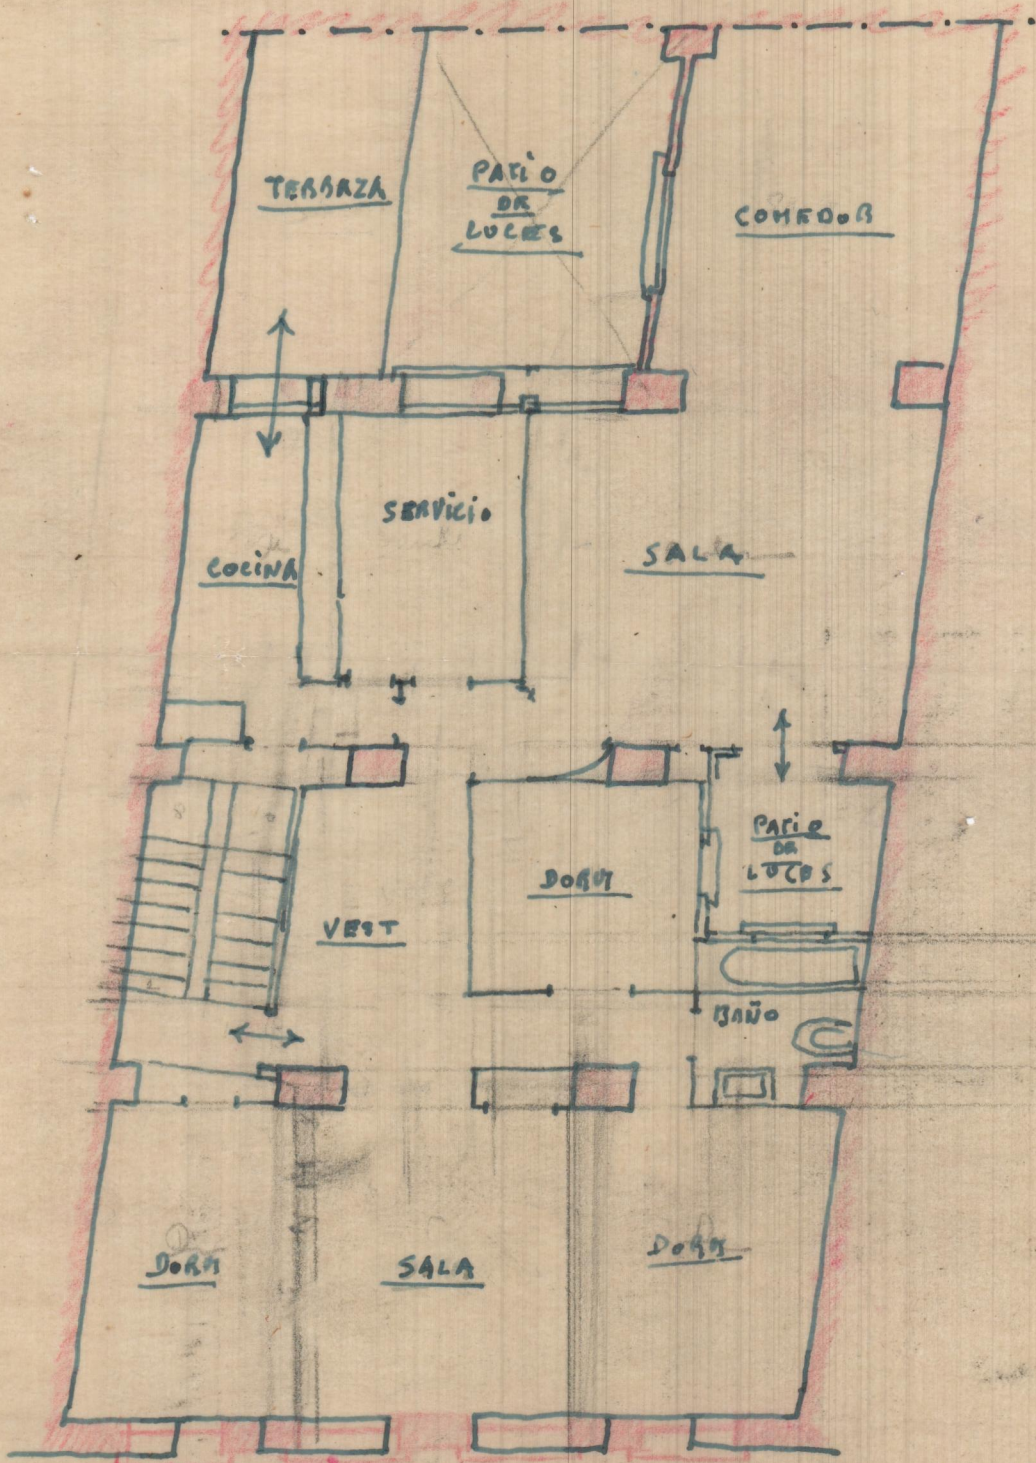 TERRAZA
PATIO
DE
LUCES
COMEDOR
SERVICIO
COCINA
SALA
PATIO
DE
LUCES
DORM
VEST
BAÑO
DORM
SALA
DORM